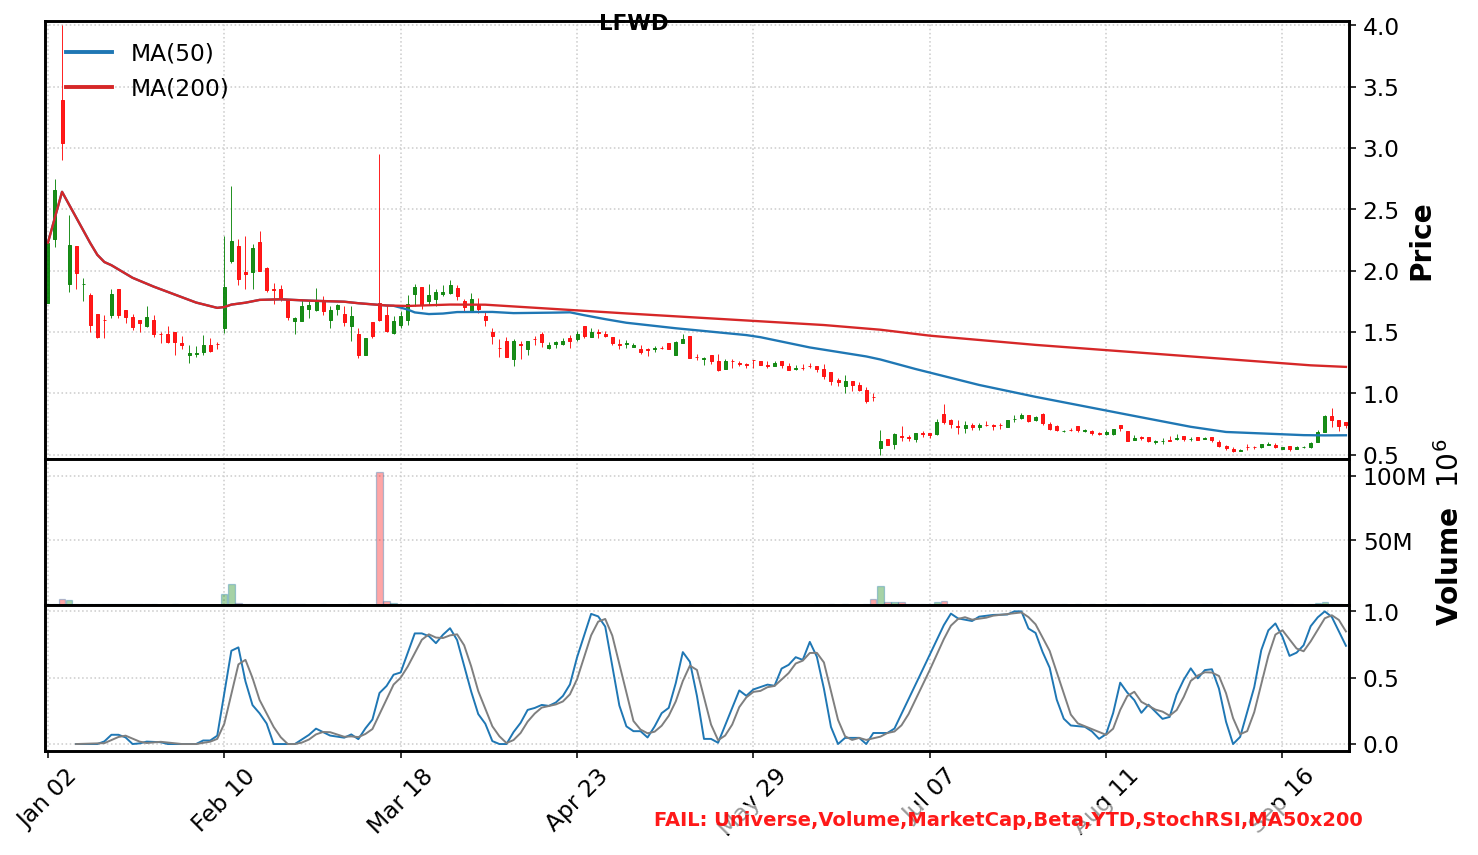 LFWD
MA(50)
MA(200)
4.0
3.5
3.0
2.5
2.0
1.5
1.0
0.5
Price
100M
50M
Volume 10⁶
1.0
0.5
0.0
Jan 02
Feb 10
Mar 18
Apr 23
May 29
Jul 07
Aug 11
Sep 16
FAIL: Universe,Volume,MarketCap,Beta,YTD,StochRSI,MA50x200